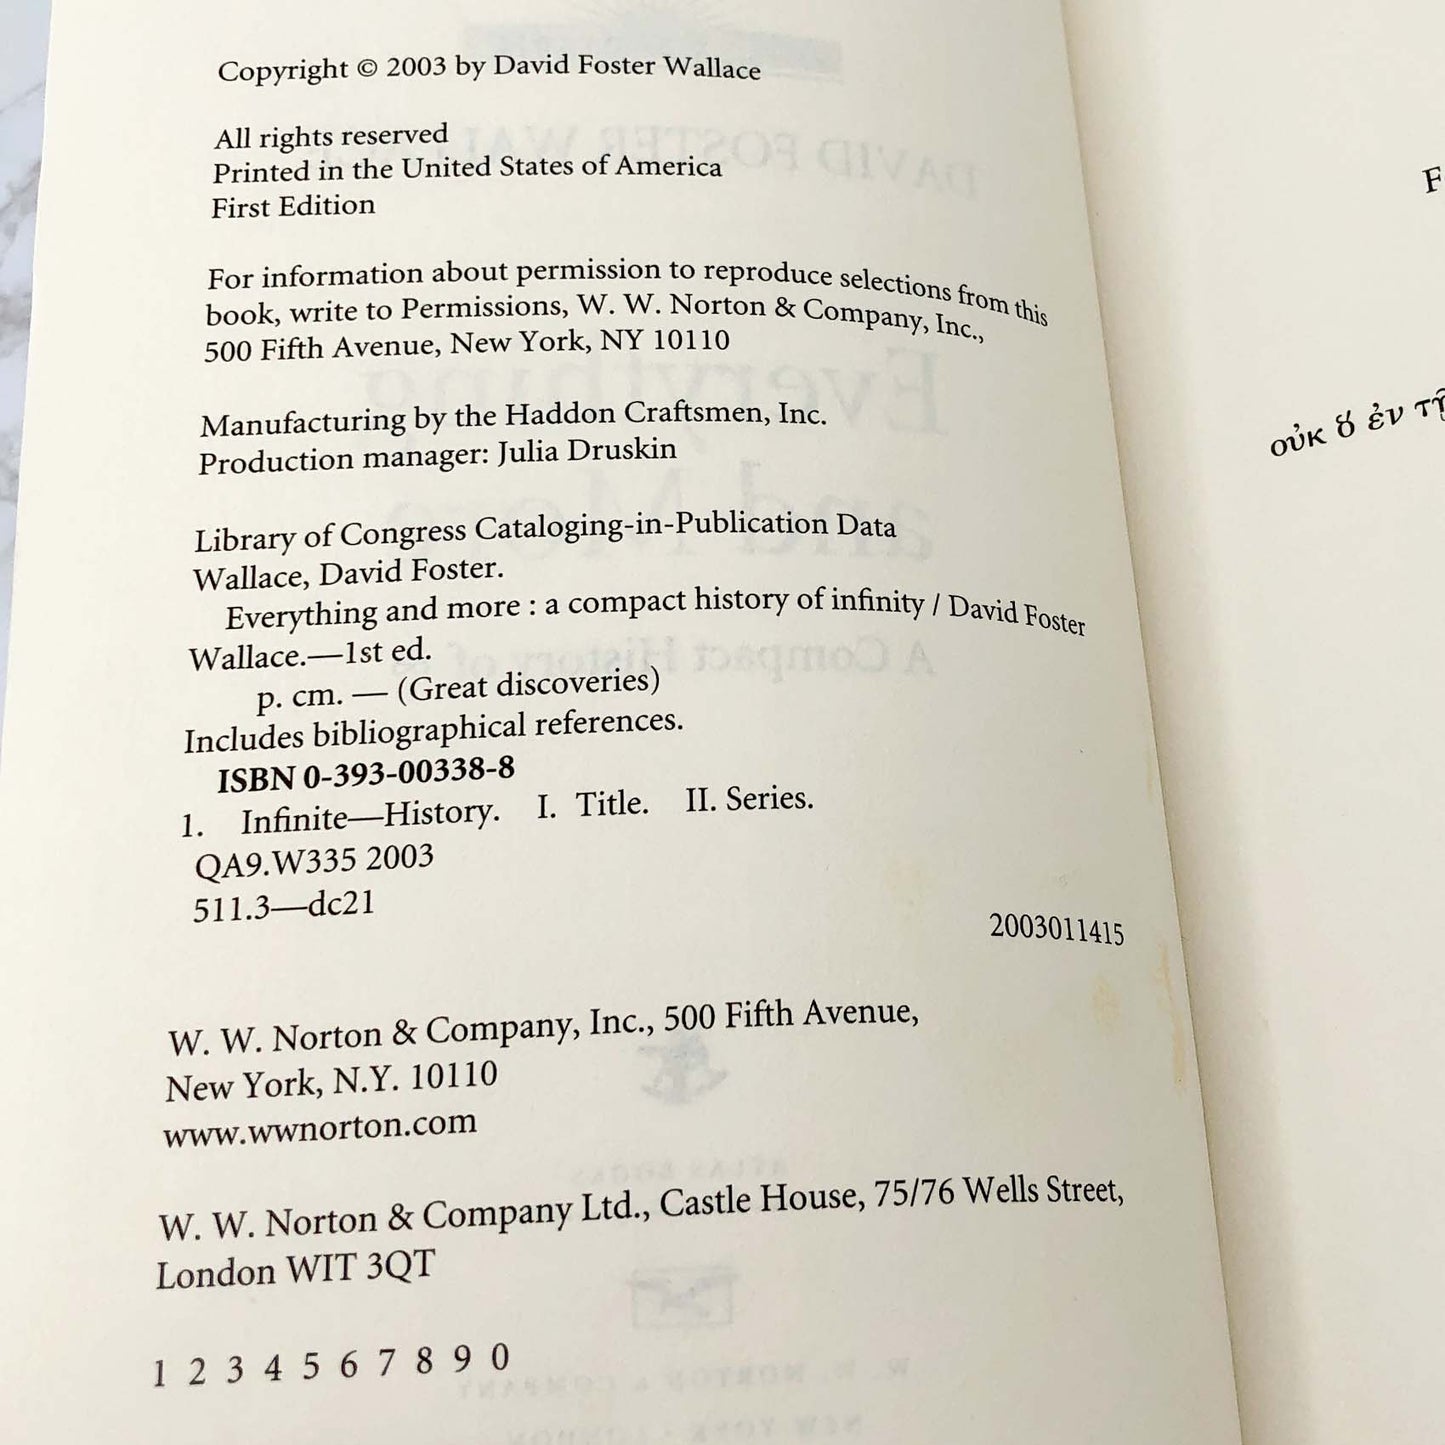 Copyright © 2003 by David Foster Wallace
All rights reserved
Printed in the United States of America
First Edition
For information about permission to reproduce selections from this
book, write to Permissions, W. W. Norton & Company, Inc.,
500 Fifth Avenue, New York, NY 10110
Manufacturing by the Haddon Craftsmen, Inc.
Production manager: Julia Druskin
Library of Congress Cataloging-in-Publication Data
Wallace, David Foster.
Everything and more : a compact history of infinity / David Foster
Wallace.—1st ed.
p. cm. — (Great discoveries)
Includes bibliographical references.
ISBN 0-393-00338-8
1. Infinite—History. I. Title. II. Series.
QA9.W335 2003
511.3—dc21
2003011415
W. W. Norton & Company, Inc., 500 Fifth Avenue,
New York, N.Y. 10110
www.wwnorton.com
W. W. Norton & Company Ltd., Castle House, 75/76 Wells Street,
London WIT 3QT
1 2 3 4 5 6 7 8 9 0
οὐκ ὅ ἐν